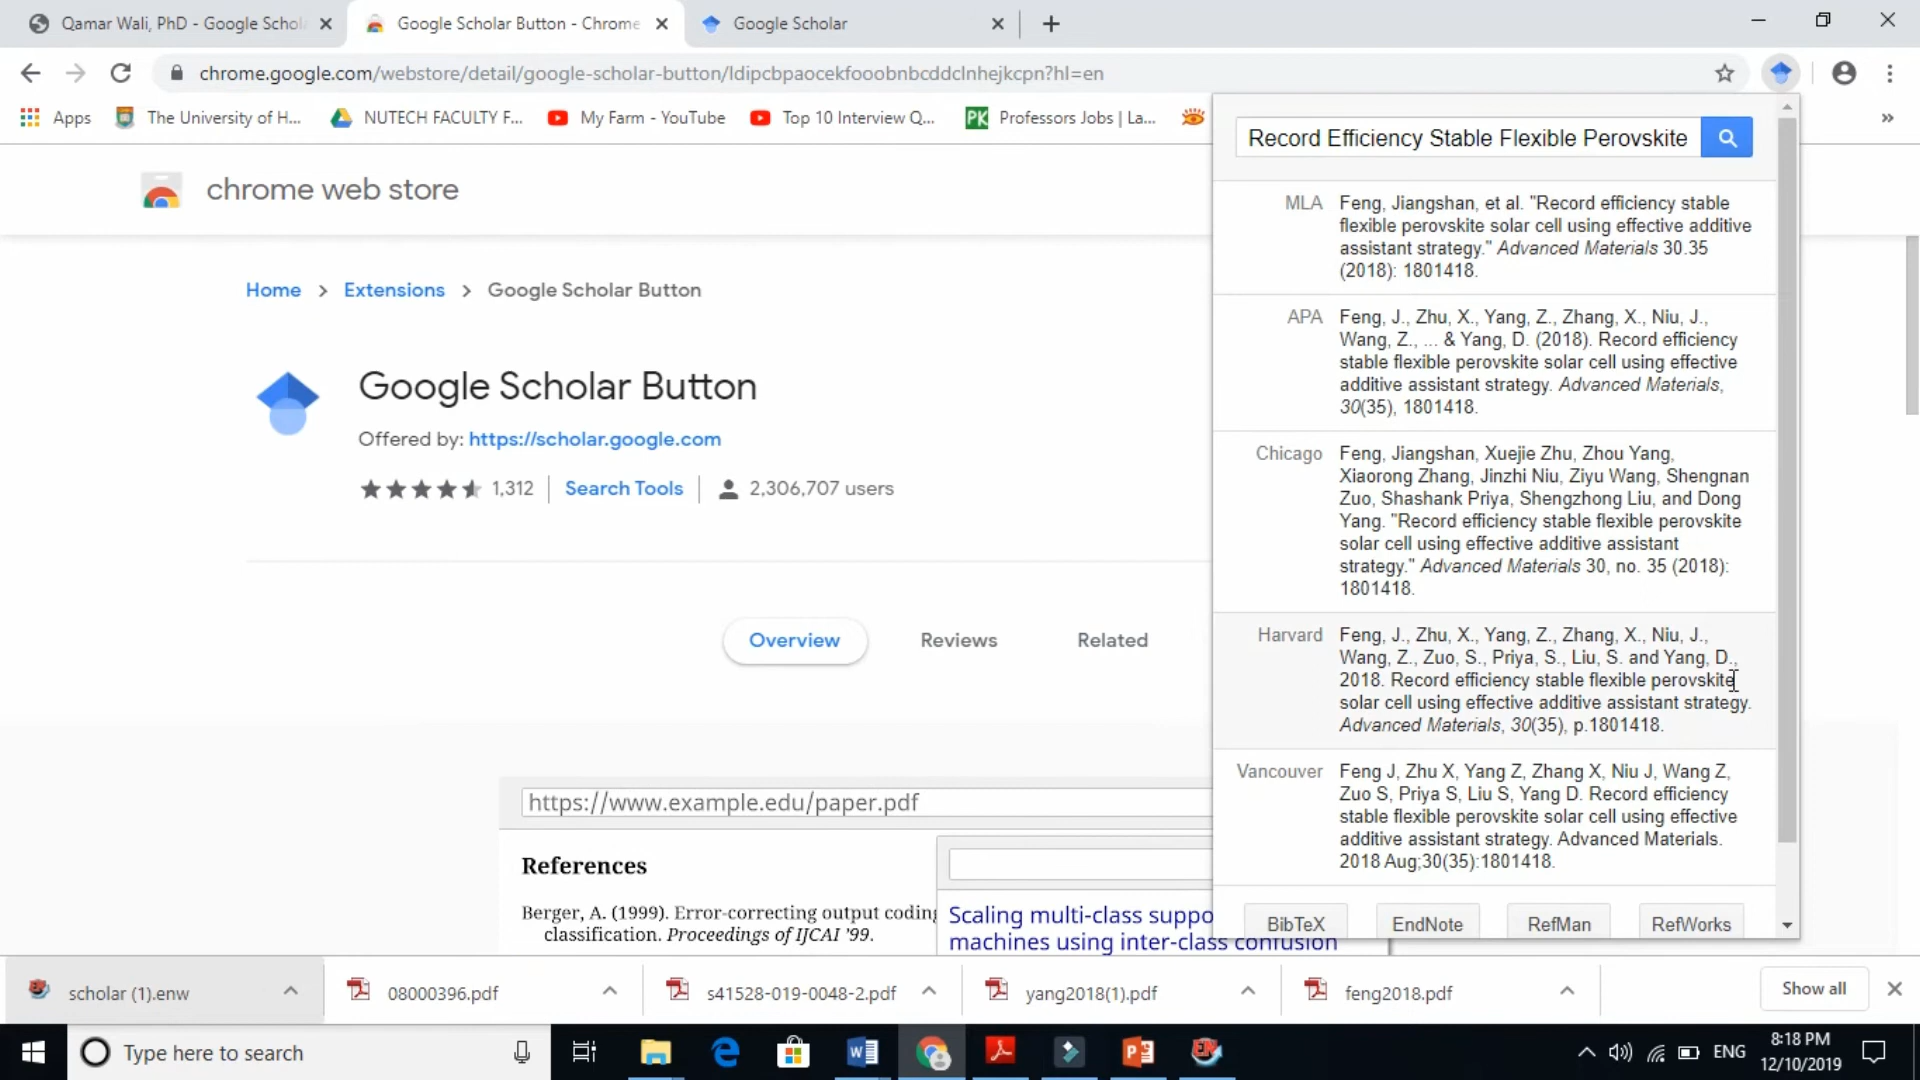 Qamar Wali, PhD - Google Schol
Google Scholar Button - Chrome
Google Scholar
chrome.google.com/webstore/detail/google-scholar-button/ldipcbpaocekfooobnbcddclnhejkcpn?hl=en
Apps
The University of H...
NUTECH FACULTY F...
My Farm - YouTube
Top 10 Interview Q...
PK
Professors Jobs | La...
»
chrome web store
Home > Extensions > Google Scholar Button
Google Scholar Button
Offered by: https://scholar.google.com
1,312
Search Tools
2,306,707 users
Overview
Reviews
Related
https://www.example.edu/paper.pdf
References
Berger, A. (1999). Error-correcting output coding
classification. Proceedings of IJCAI '99.
Scaling multi-class suppo
machines using inter-class confusion
Record Efficiency Stable Flexible Perovskite
MLA
Feng, Jiangshan, et al. "Record efficiency stable
flexible perovskite solar cell using effective additive
assistant strategy." Advanced Materials 30.35
(2018): 1801418.
APA
Feng, J., Zhu, X., Yang, Z., Zhang, X., Niu, J.,
Wang, Z., ... & Yang, D. (2018). Record efficiency
stable flexible perovskite solar cell using effective
additive assistant strategy. Advanced Materials,
30(35), 1801418.
Chicago
Feng, Jiangshan, Xuejie Zhu, Zhou Yang,
Xiaorong Zhang, Jinzhi Niu, Ziyu Wang, Shengnan
Zuo, Shashank Priya, Shengzhong Liu, and Dong
Yang. "Record efficiency stable flexible perovskite
solar cell using effective additive assistant
strategy." Advanced Materials 30, no. 35 (2018):
1801418.
Harvard
Feng, J., Zhu, X., Yang, Z., Zhang, X., Niu, J.,
Wang, Z., Zuo, S., Priya, S., Liu, S. and Yang, D.,
2018. Record efficiency stable flexible perovskite
solar cell using effective additive assistant strategy.
Advanced Materials, 30(35), p.1801418.
Vancouver
Feng J, Zhu X, Yang Z, Zhang X, Niu J, Wang Z,
Zuo S, Priya S, Liu S, Yang D. Record efficiency
stable flexible perovskite solar cell using effective
additive assistant strategy. Advanced Materials.
2018 Aug;30(35):1801418.
BibTeX
EndNote
RefMan
RefWorks
scholar (1).enw
08000396.pdf
s41528-019-0048-2.pdf
yang2018(1).pdf
feng2018.pdf
Show all
Type here to search
ENG
8:18 PM
12/10/2019